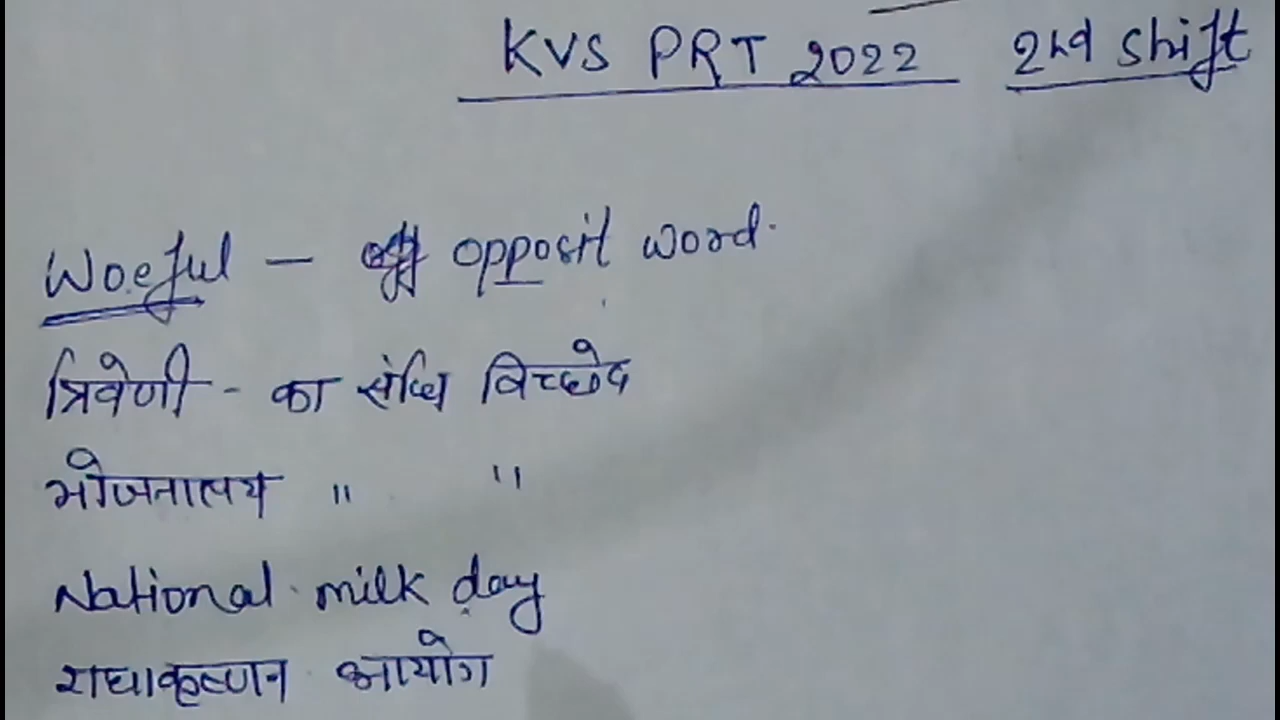 KVS PRT 2022 2nd Shift
Woeful - opposit word.
त्रिवेणी - का संधि विच्छेद
भोजनालय " "
National milk day
राधाकृष्णन आयोग